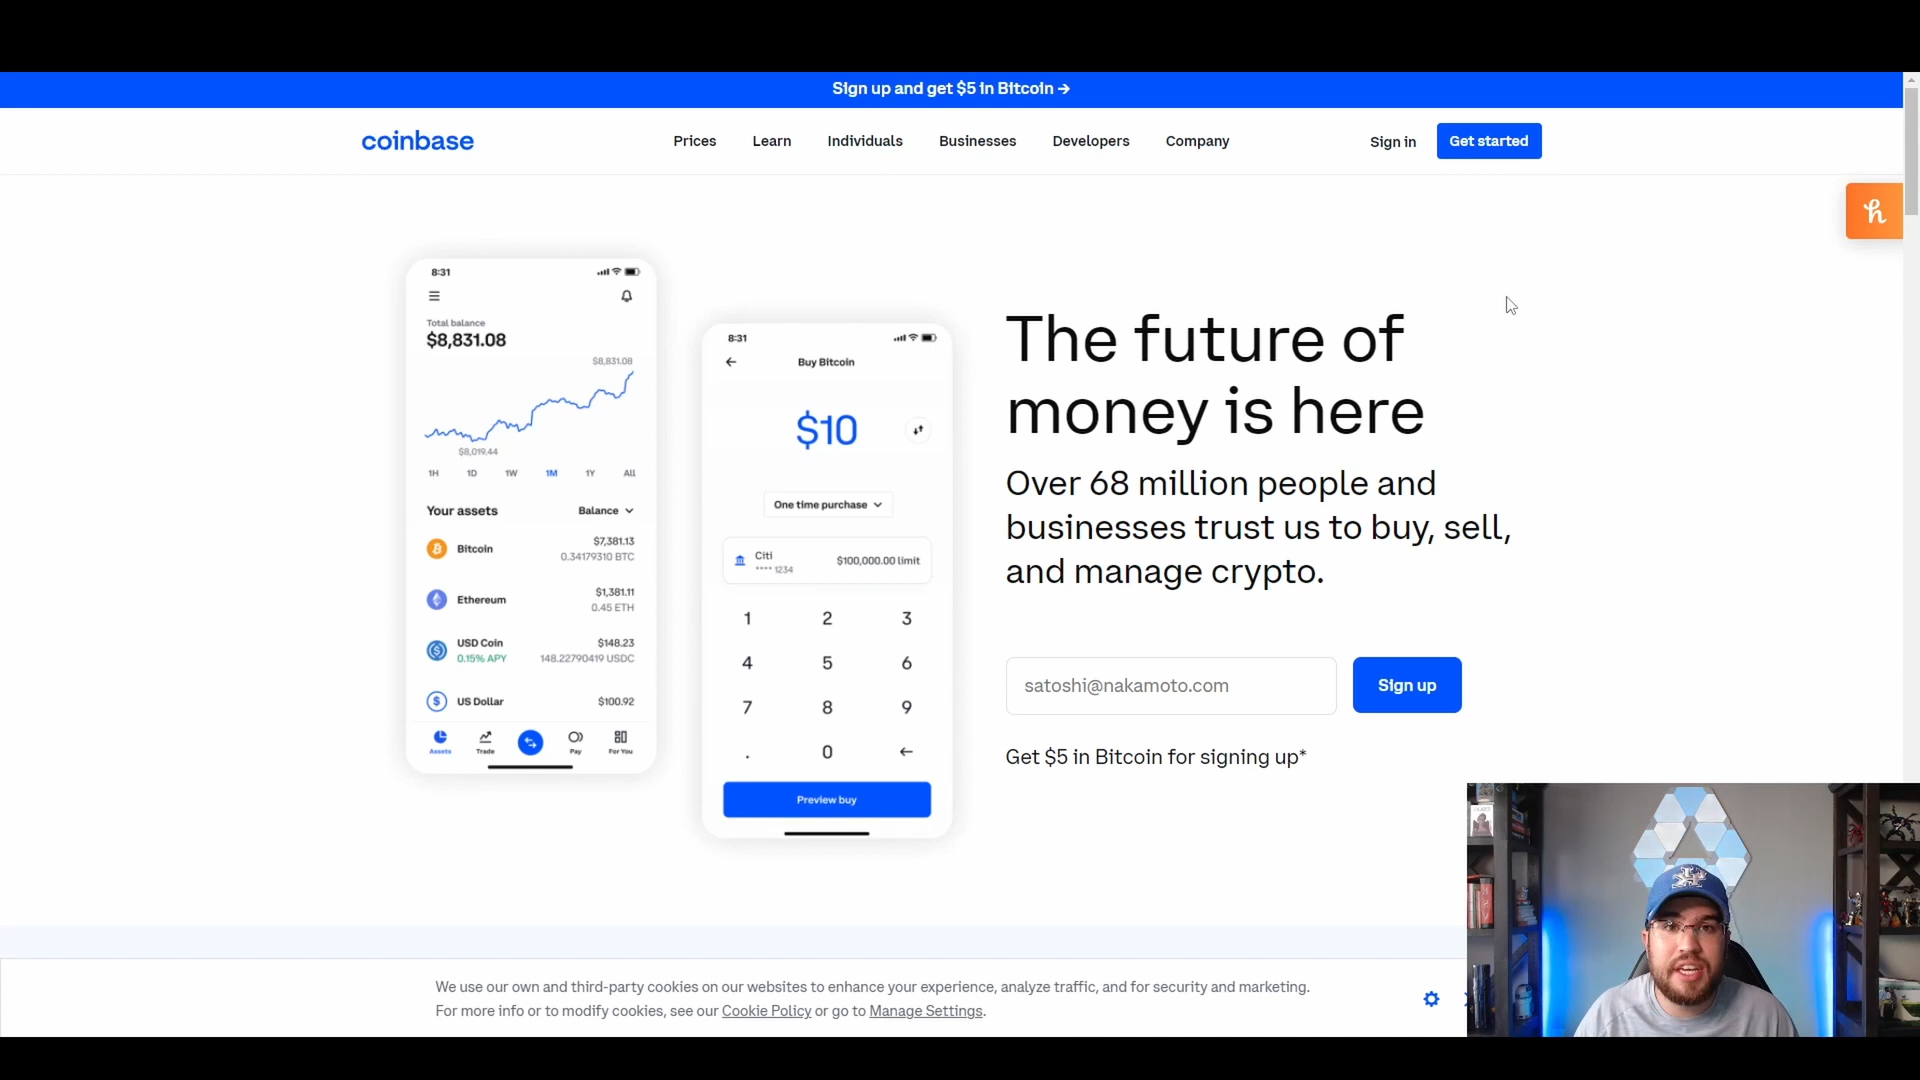 Sign up and get $5 in Bitcoin →
coinbase
Prices
Learn
Individuals
Businesses
Developers
Company
Sign in
Get started
8:31
Total balance
$8,831.08
$8,831.08
$8,019.44
1H 1D 1W 1M 1Y All
Your assets
Balance
Bitcoin
$7,381.13
0.34179310 BTC
Ethereum
$1,381.11
0.45 ETH
USD Coin
$148.23
0.15% APY
148.22790419 USDC
US Dollar
$100.92
Assets
Trade
Pay
For You
8:31
Buy Bitcoin
$10
One time purchase
Citi
**** 1234
$100,000.00 limit
1 2 3
4 5 6
7 8 9
. 0 ←
Preview buy
The future of
money is here
Over 68 million people and
businesses trust us to buy, sell,
and manage crypto.
satoshi@nakamoto.com
Sign up
Get $5 in Bitcoin for signing up*
We use our own and third-party cookies on our websites to enhance your experience, analyze traffic, and for security and marketing.
For more info or to modify cookies, see our Cookie Policy or go to Manage Settings.